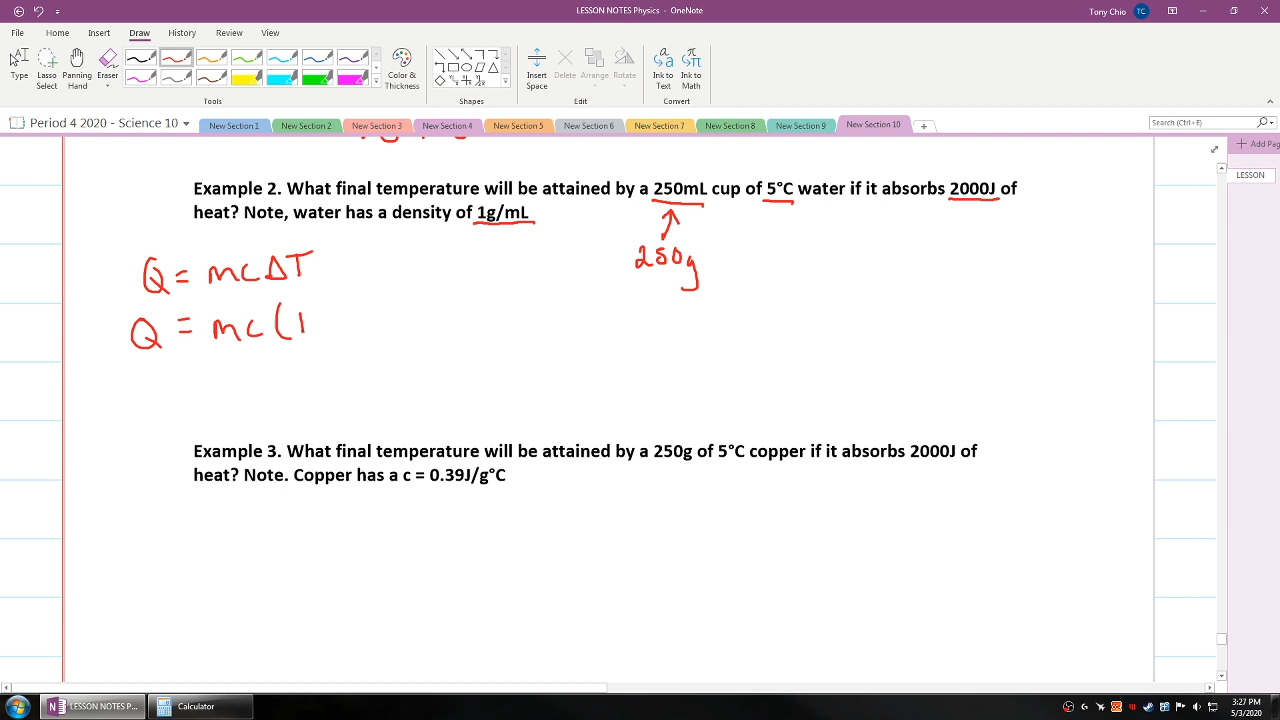 LESSON NOTES Physics - OneNote
Tony Chio TC
File Home Insert Draw History Review View
Type Lasso Select Panning Hand Eraser Color & Thickness Insert Space Delete Arrange Rotate Ink to Text Ink to Math
Tools Shapes Edit Convert
Period 4 2020 - Science 10 New Section 1 New Section 2 New Section 3 New Section 4 New Section 5 New Section 6 New Section 7 New Section 8 New Section 9 New Section 10 Search (Ctrl+E)
Add Pag
LESSON
Example 2. What final temperature will be attained by a 250mL cup of 5°C water if it absorbs 2000J of
heat? Note, water has a density of 1g/mL
250g
Q = mcΔT
Q = mc(
Example 3. What final temperature will be attained by a 250g of 5°C copper if it absorbs 2000J of
heat? Note. Copper has a c = 0.39J/g°C
LESSON NOTES P... Calculator
3:27 PM
5/3/2020